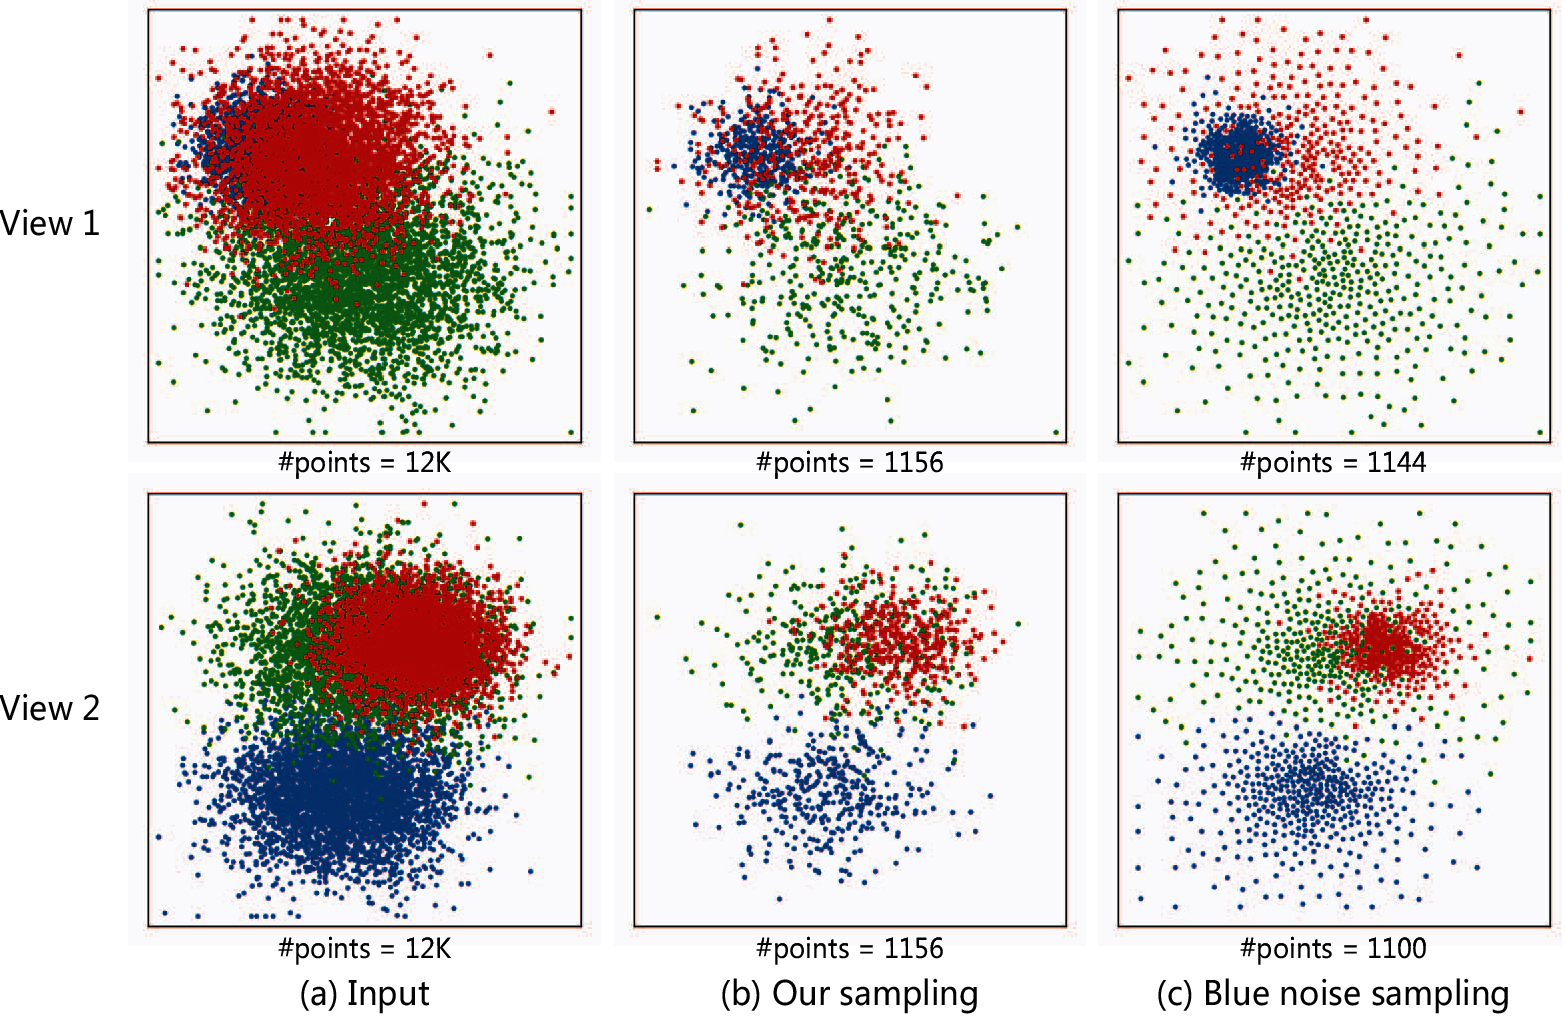 View 1
#points = 12K
#points = 1156
#points = 1144
View 2
#points = 12K
#points = 1156
#points = 1100
(a) Input
(b) Our sampling
(c) Blue noise sampling